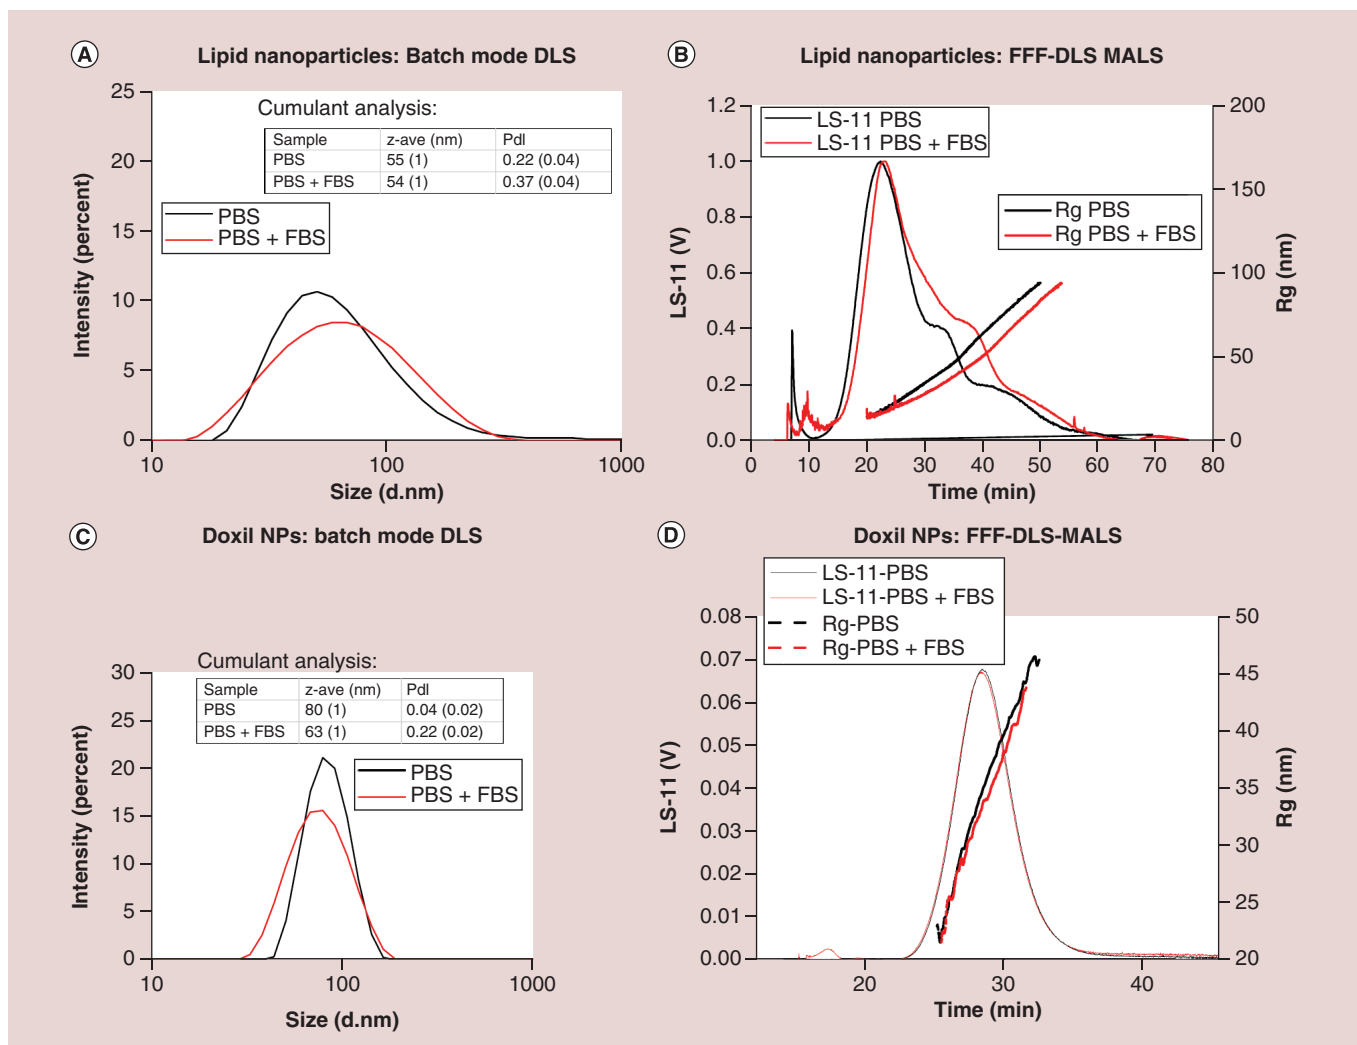 A
Lipid nanoparticles: Batch mode DLS
25
20
15
10
5
0
Intensity (percent)
Cumulant analysis:
Sample z-ave (nm) PdI
PBS 55 (1) 0.22 (0.04)
PBS + FBS 54 (1) 0.37 (0.04)
PBS
PBS + FBS
10 100 1000
Size (d.nm)
B
Lipid nanoparticles: FFF-DLS MALS
1.2
1.0
0.8
0.6
0.4
0.2
0.0
LS-11 (V)
LS-11 PBS
LS-11 PBS + FBS
Rg PBS
Rg PBS + FBS
200
150
100
50
0
Rg (nm)
0 10 20 30 40 50 60 70 80
Time (min)
C
Doxil NPs: batch mode DLS
Cumulant analysis:
Sample z-ave (nm) PdI
PBS 80 (1) 0.04 (0.02)
PBS + FBS 63 (1) 0.22 (0.02)
30
25
20
15
10
5
0
Intensity (percent)
PBS
PBS + FBS
10 100 1000
Size (d.nm)
D
Doxil NPs: FFF-DLS-MALS
LS-11-PBS
LS-11-PBS + FBS
Rg-PBS
Rg-PBS + FBS
0.08
0.07
0.06
0.05
0.04
0.03
0.02
0.01
0.00
LS-11 (V)
50
45
40
35
30
25
20
Rg (nm)
20 30 40
Time (min)